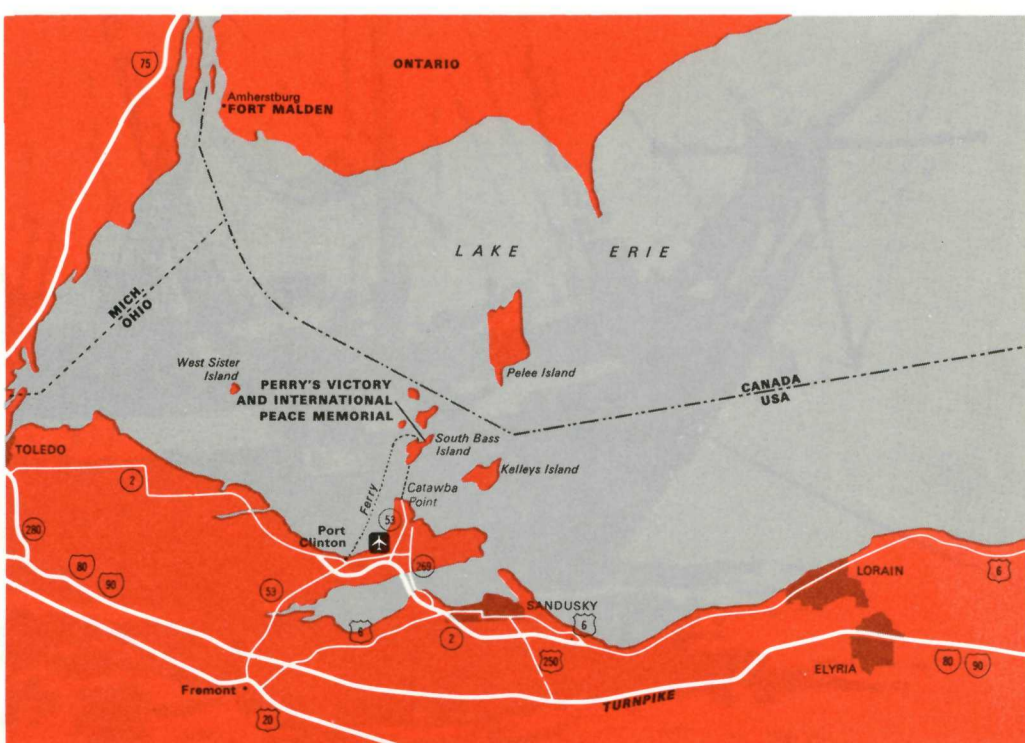 75
ONTARIO
Amherstburg
FORT MALDEN
LAKE ERIE
MICH.
OHIO
West Sister
Island
Pelee Island
PERRY'S VICTORY
AND INTERNATIONAL
PEACE MEMORIAL
CANADA
USA
South Bass
Island
Kelleys Island
TOLEDO
2
Ferry
Catawba
Point
53
280
Port
Clinton
80
90
269
53
LORAIN
6
SANDUSKY
6
6
2
250
ELYRIA
80
90
Fremont
TURNPIKE
20